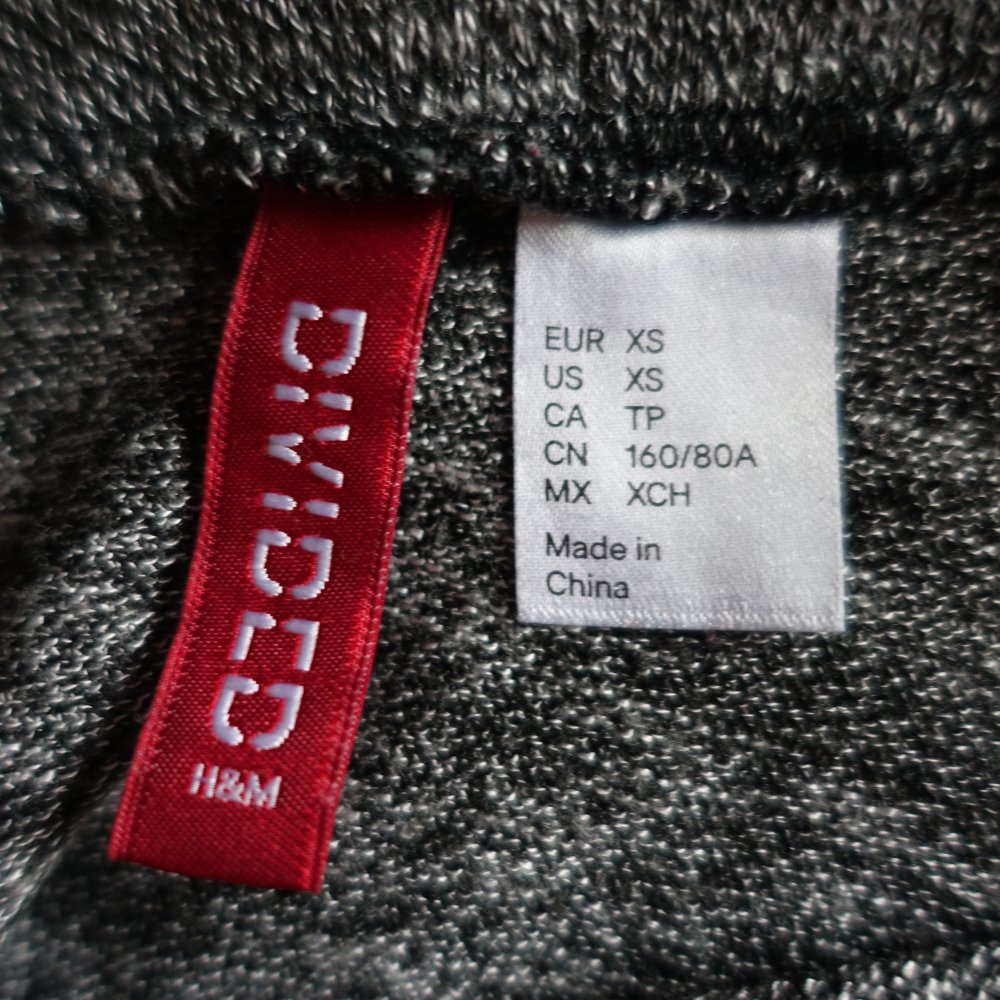 DIVIDED
H&M
EUR XS
US XS
CA TP
CN 160/80A
MX XCH
Made in
China